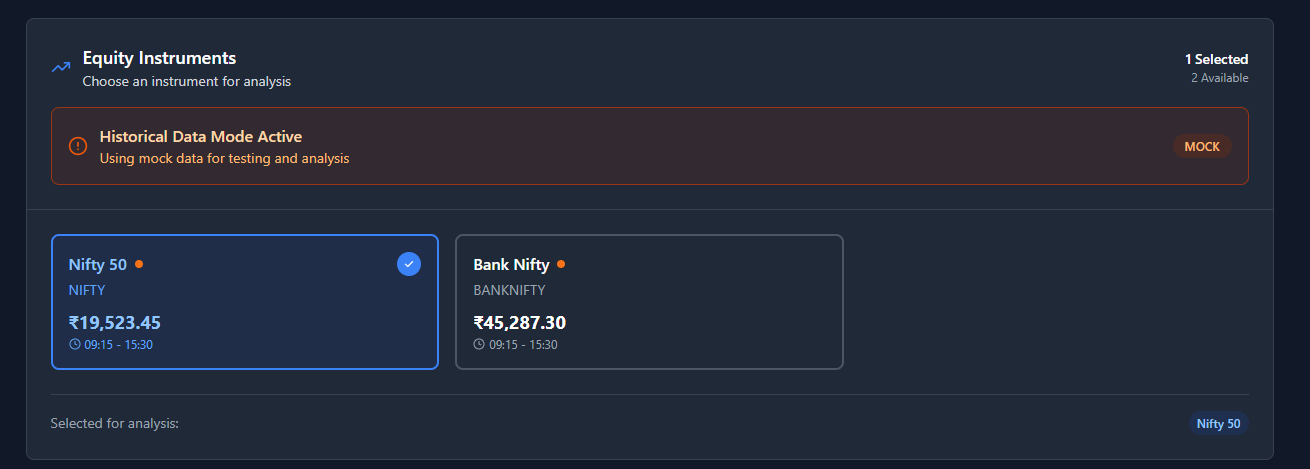 Equity Instruments
Choose an instrument for analysis
1 Selected
2 Available
Historical Data Mode Active
Using mock data for testing and analysis
MOCK
Nifty 50
NIFTY
₹19,523.45
09:15 - 15:30
Bank Nifty
BANKNIFTY
₹45,287.30
09:15 - 15:30
Selected for analysis:
Nifty 50